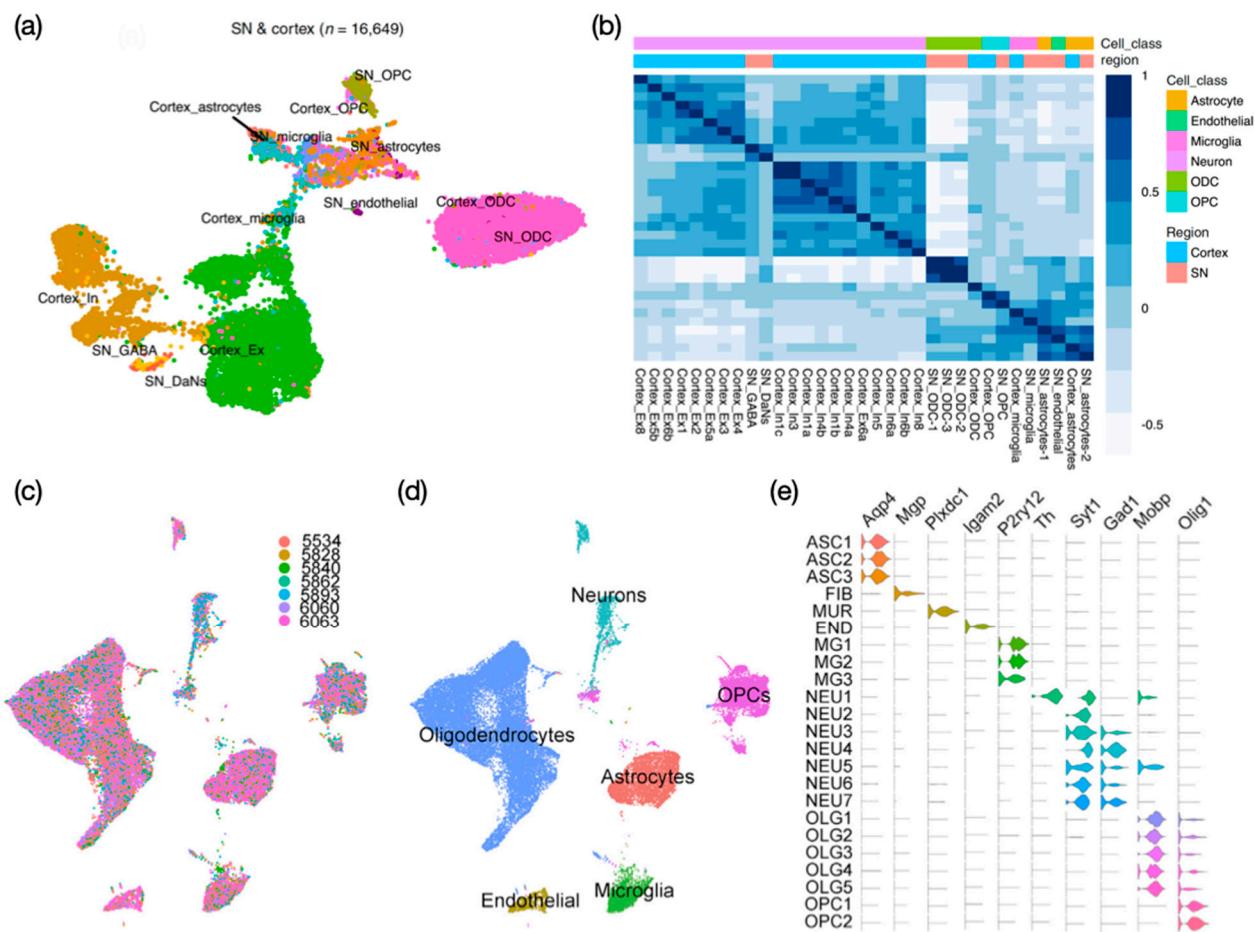 (a)
SN & cortex (n = 16,649)
SN_OPC
Cortex_astrocytes
Cortex_OPC
SN_microglia
SN_astrocytes
SN_endothelial
Cortex_ODC
Cortex_microglia
SN_ODC
Cortex_In
SN_GABA
Cortex_Ex
SN_DaNs
(b)
Cell_class
region
1
0.5
0
-0.5
Cell_class
Astrocyte
Endothelial
Microglia
Neuron
ODC
OPC
Region
Cortex
SN
Cortex_Ex8
Cortex_Ex5b
Cortex_Ex6b
Cortex_Ex1
Cortex_Ex2
Cortex_Ex5a
Cortex_Ex3
Cortex_Ex4
SN_GABA
SN_DaNs
Cortex_In1c
Cortex_In3
Cortex_In1a
Cortex_In4b
Cortex_In1b
Cortex_In4a
Cortex_Ex6a
Cortex_In5
Cortex_In6a
Cortex_In6b
Cortex_In8
SN_ODC-1
SN_ODC-3
SN_ODC-2
Cortex_ODC
Cortex_OPC
SN_OPC
Cortex_microglia
SN_microglia
SN_astrocytes-1
SN_endothelial
Cortex_astrocytes
SN_astrocytes-2
(c)
5534
5828
5840
5862
5893
6060
6063
(d)
Neurons
OPCs
Oligodendrocytes
Astrocytes
Endothelial
Microglia
(e)
Aqp4
Mgp
Plxdc1
Igam2
P2ry12
Th
Syt1
Gad1
Mobp
Olig1
ASC1
ASC2
ASC3
FIB
MUR
END
MG1
MG2
MG3
NEU1
NEU2
NEU3
NEU4
NEU5
NEU6
NEU7
OLG1
OLG2
OLG3
OLG4
OLG5
OPC1
OPC2